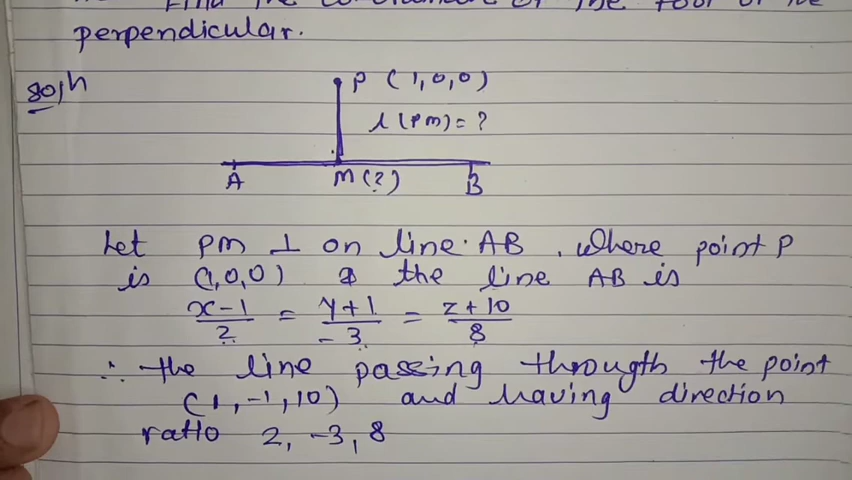 perpendicular.
Soln
P (1,0,0)
l(PM) = ?
A M(?) B
Let PM ⊥ on line AB, where point P
is (1,0,0) & the line AB is
x-1/2 = y+1/-3 = z+10/8
∴ the line passing throgth the point
(1,-1,10) and having direction
ratto 2, -3, 8